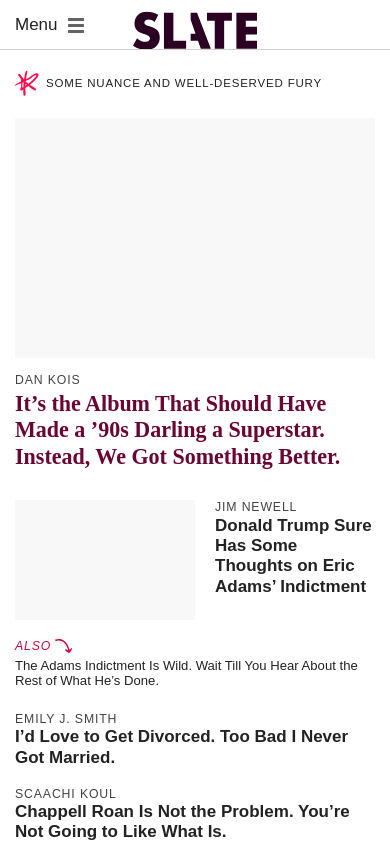 Menu
SLATE
SOME NUANCE AND WELL-DESERVED FURY
DAN KOIS
It’s the Album That Should Have
Made a ’90s Darling a Superstar.
Instead, We Got Something Better.
JIM NEWELL
Donald Trump Sure
Has Some
Thoughts on Eric
Adams’ Indictment
ALSO
The Adams Indictment Is Wild. Wait Till You Hear About the
Rest of What He’s Done.
EMILY J. SMITH
I’d Love to Get Divorced. Too Bad I Never
Got Married.
SCAACHI KOUL
Chappell Roan Is Not the Problem. You’re
Not Going to Like What Is.